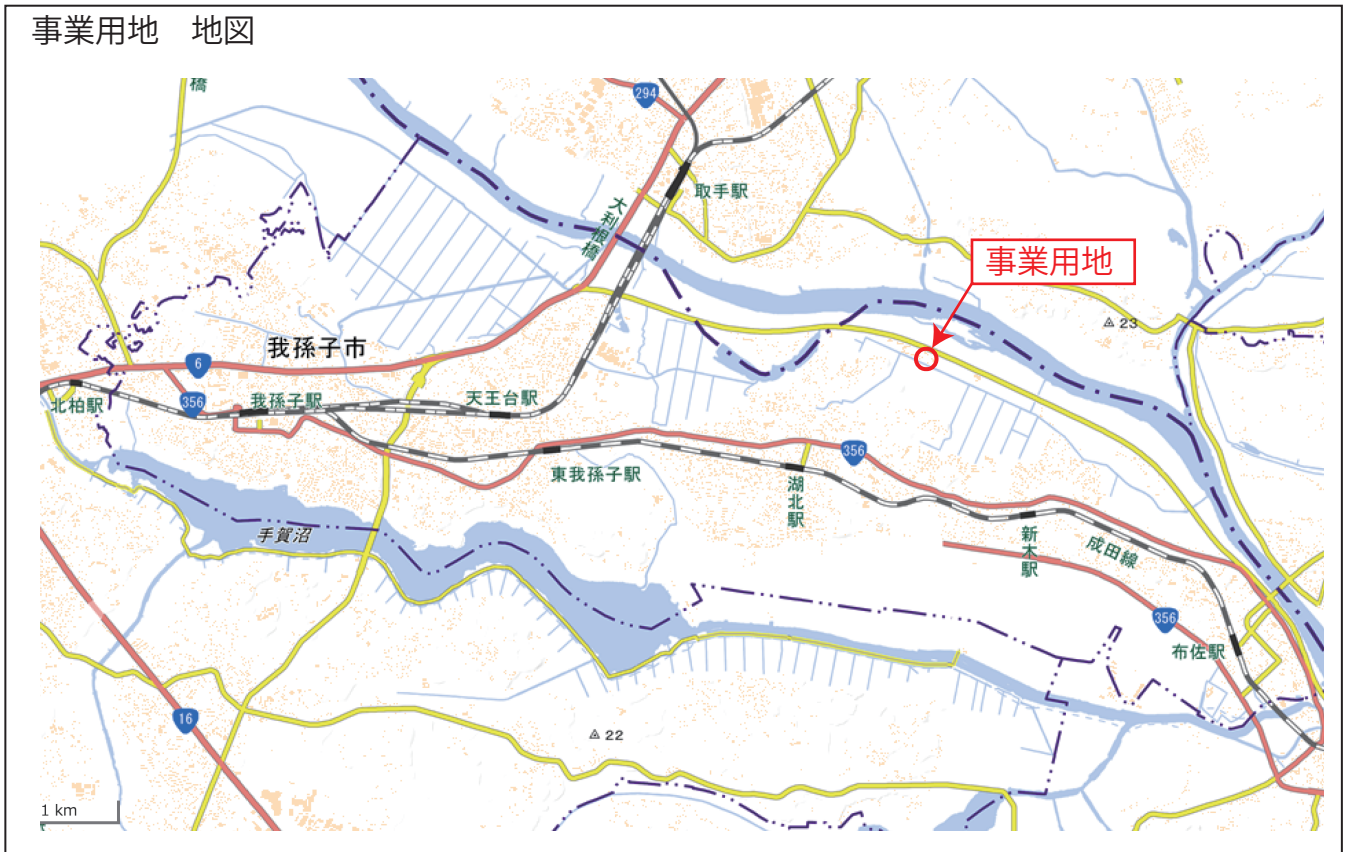 事業用地　地図
橋
294
取手駅
大利根橋
事業用地
23
我孫子市
6
北柏駅
356
我孫子駅
天王台駅
東我孫子駅
356
湖北駅
手賀沼
新木駅
成田線
356
布佐駅
16
22
1 km